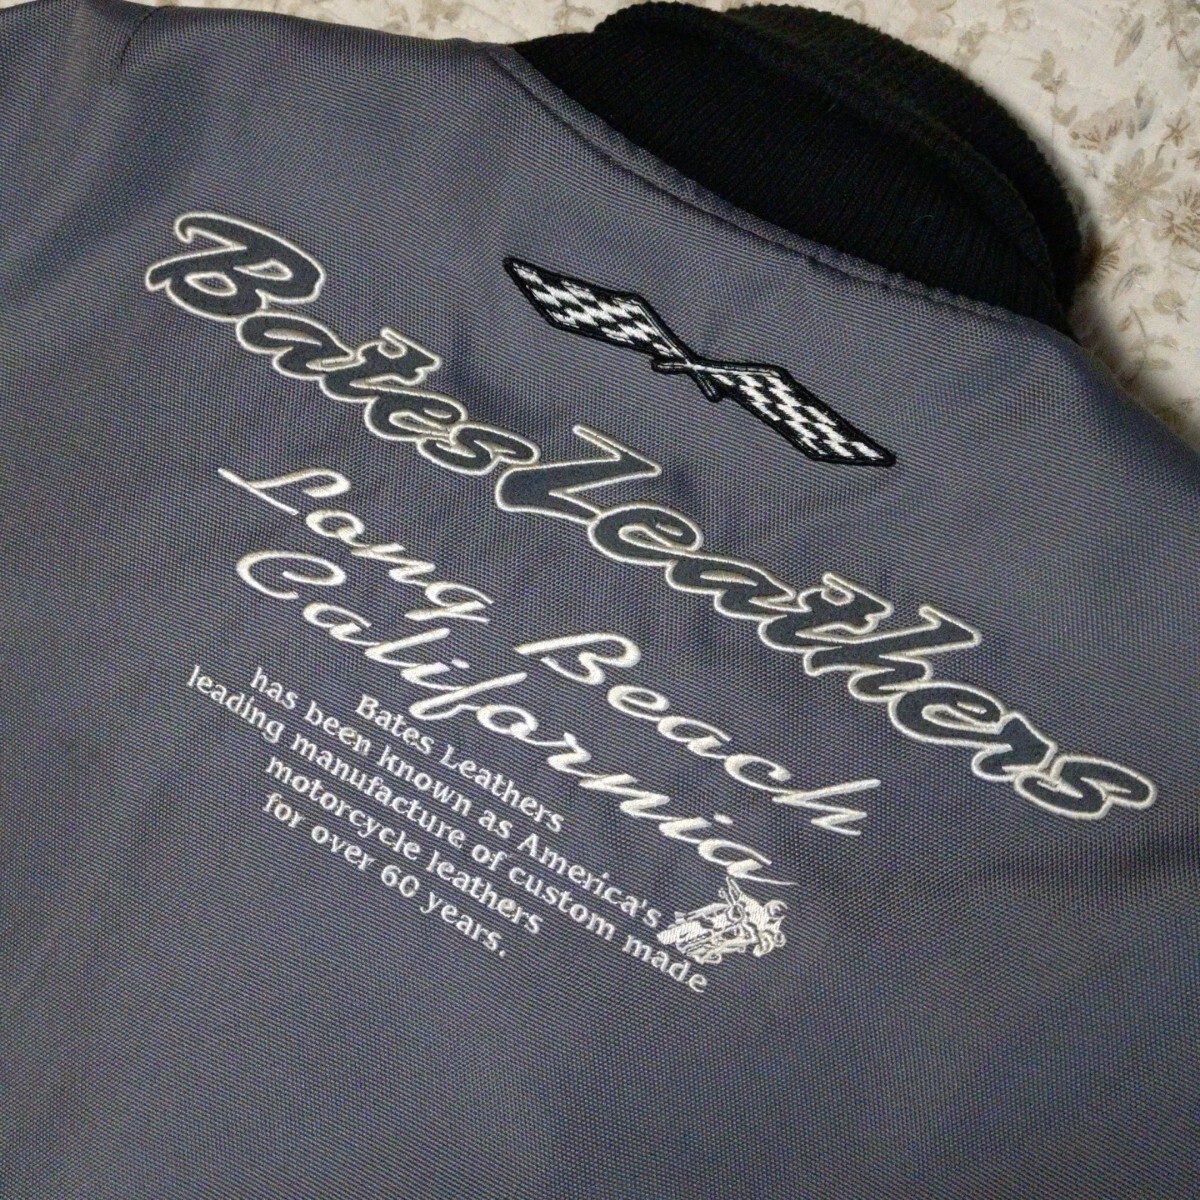 Bates Leathers
Long Beach
California
Bates Leathers
has been known as America's
leading manufacture of custom made
motorcycle leathers
for over 60 years.